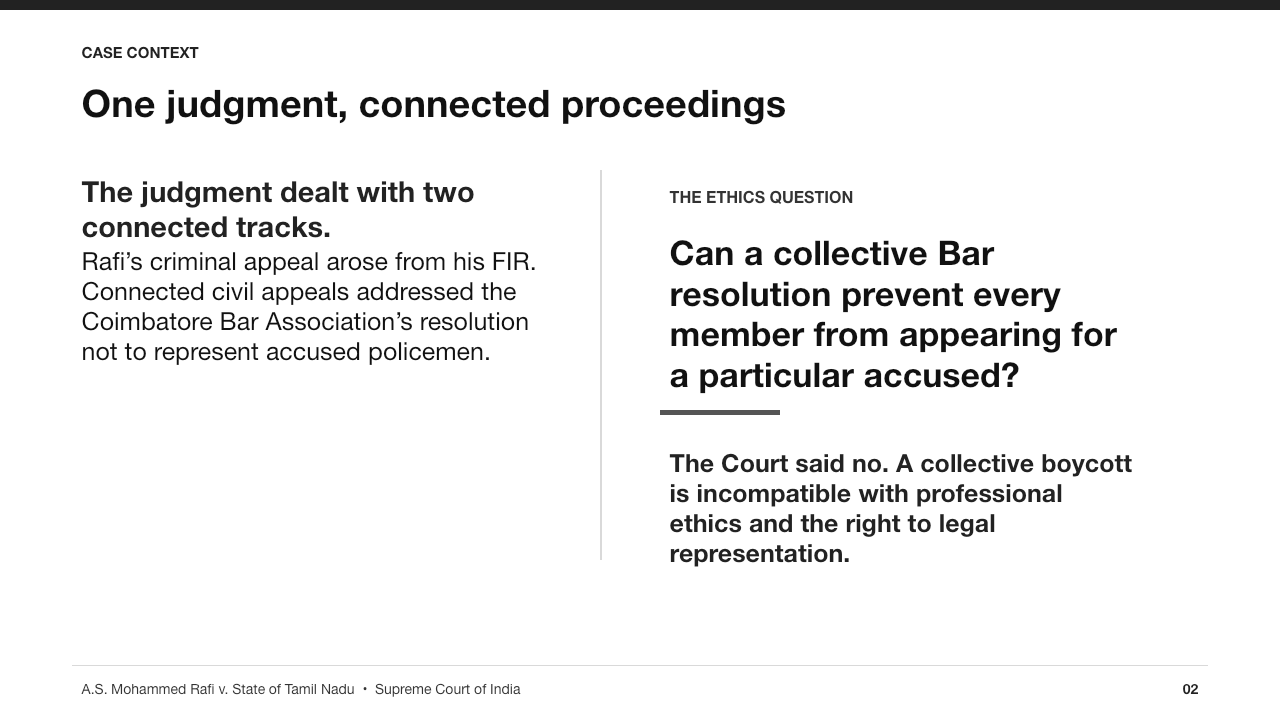 CASE CONTEXT
One judgment, connected proceedings
The judgment dealt with two
connected tracks.
Rafi’s criminal appeal arose from his FIR.
Connected civil appeals addressed the
Coimbatore Bar Association’s resolution
not to represent accused policemen.
THE ETHICS QUESTION
Can a collective Bar
resolution prevent every
member from appearing for
a particular accused?
The Court said no. A collective boycott
is incompatible with professional
ethics and the right to legal
representation.
A.S. Mohammed Rafi v. State of Tamil Nadu • Supreme Court of India
02